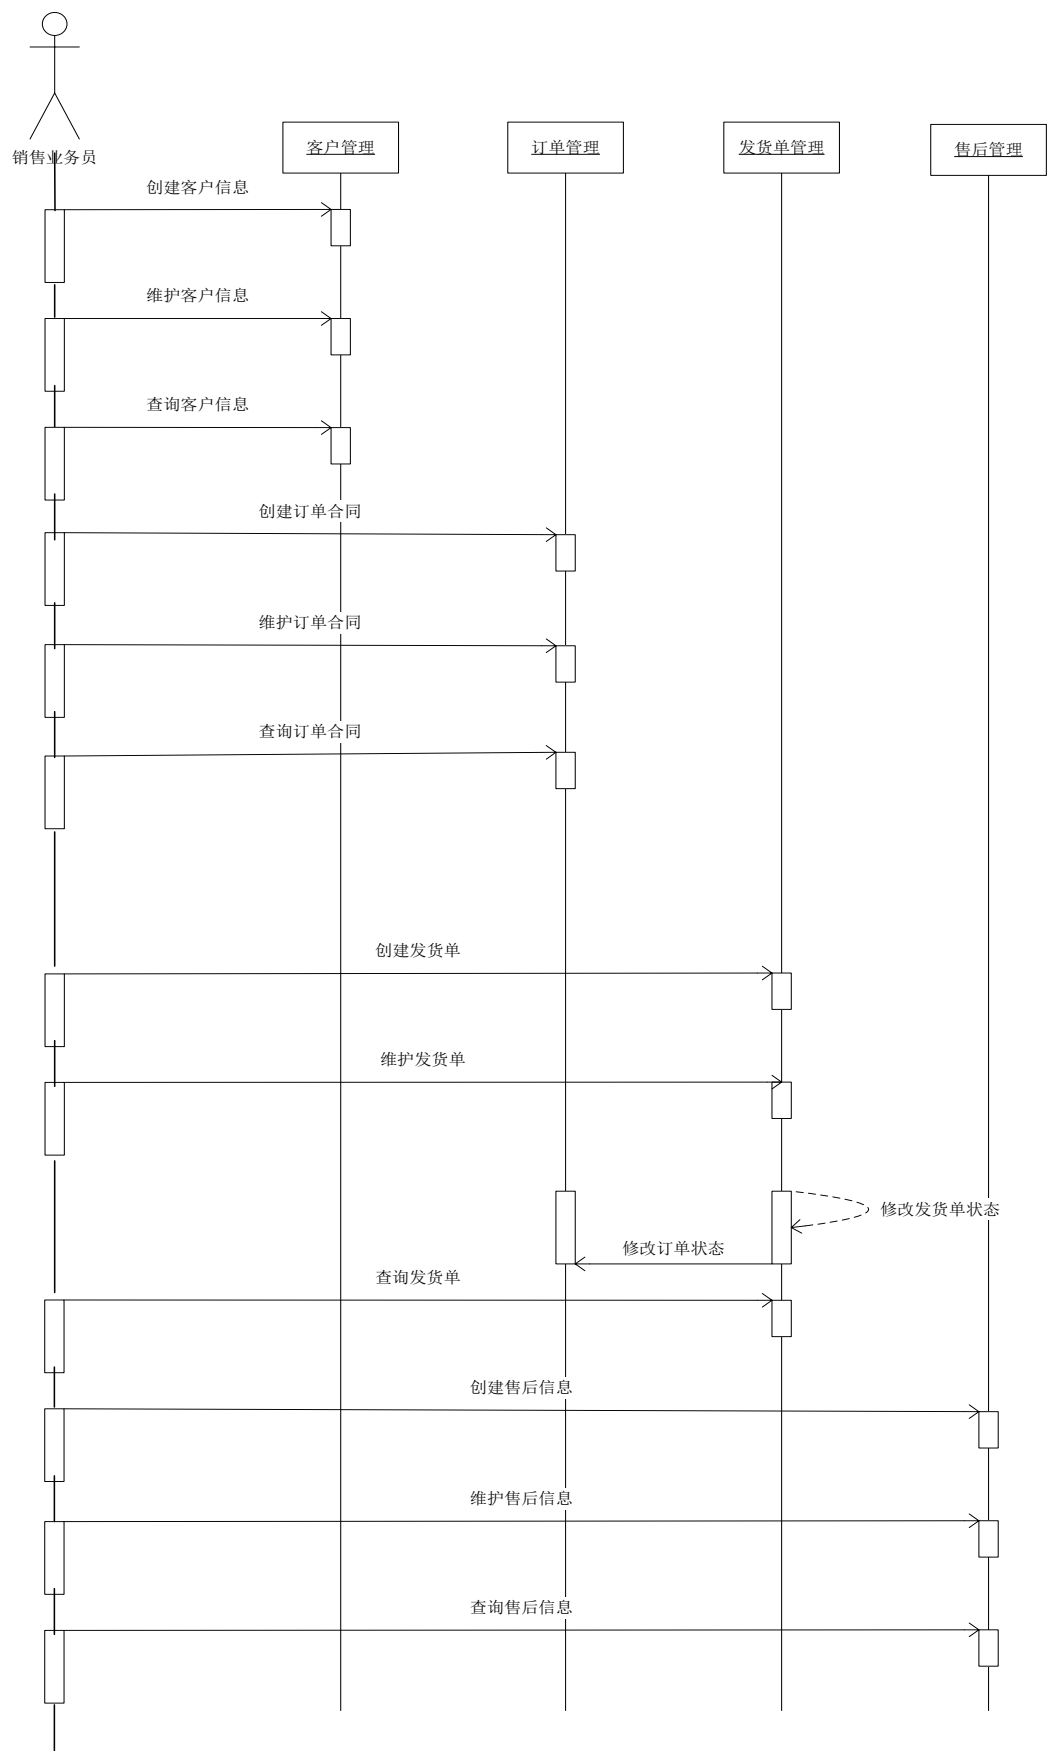 销售业务员
客户管理
订单管理
发货单管理
售后管理
创建客户信息
维护客户信息
查询客户信息
创建订单合同
维护订单合同
查询订单合同
创建发货单
维护发货单
修改发货单状态
修改订单状态
查询发货单
创建售后信息
维护售后信息
查询售后信息